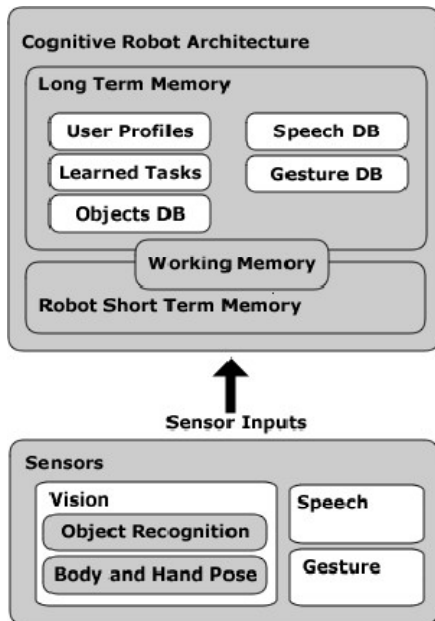 Cognitive Robot Architecture
Long Term Memory
User Profiles
Speech DB
Learned Tasks
Gesture DB
Objects DB
Working Memory
Robot Short Term Memory
Sensor Inputs
Sensors
Vision
Speech
Object Recognition
Body and Hand Pose
Gesture